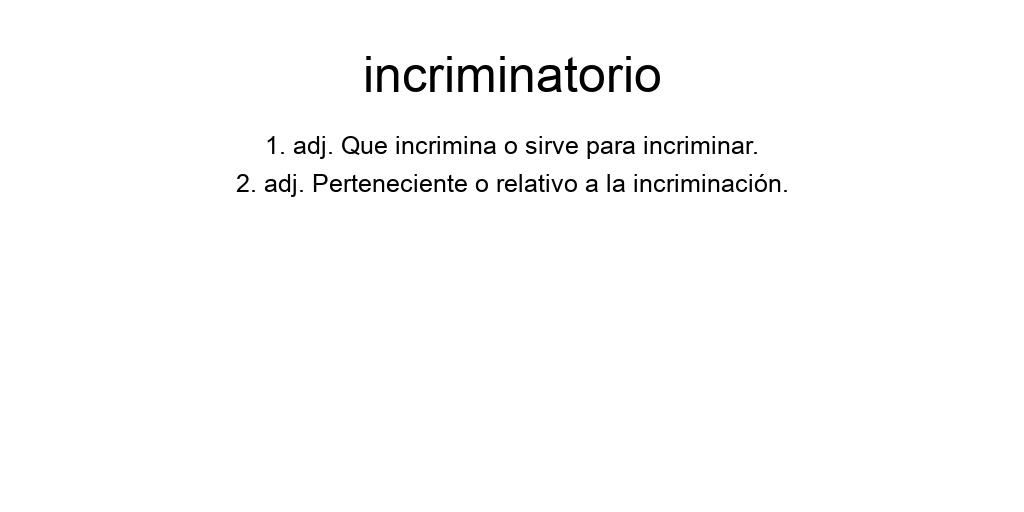 incriminatorio
1. adj. Que incrimina o sirve para incriminar.
2. adj. Perteneciente o relativo a la incriminación.